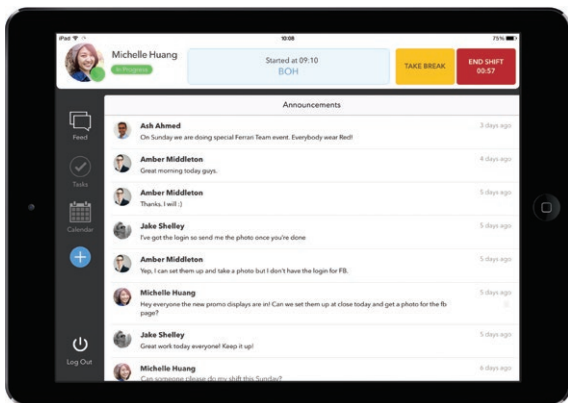 iPad
10:08
75%
Michelle Huang
In Progress
Started at 09:10
BOH
TAKE BREAK
END SHIFT
00:57
Announcements
Feed
Tasks
Calendar
Log Out
Ash Ahmed
3 days ago
On Sunday we are doing special Ferrari Team event. Everybody wear Red!
Amber Middleton
4 days ago
Great morning today guys.
Amber Middleton
5 days ago
Thanks. I will :)
Jake Shelley
5 days ago
I've got the login so send me the photo once you're done
Amber Middleton
5 days ago
Yep, I can set them up and take a photo but I don't have the login for FB.
Michelle Huang
5 days ago
Hey everyone the new promo displays are in! Can we set them up at close today and get a photo for the fb
page?
Jake Shelley
5 days ago
Great work today everyone! Keep it up!
Michelle Huang
6 days ago
Can someone please do my shift this Sunday?